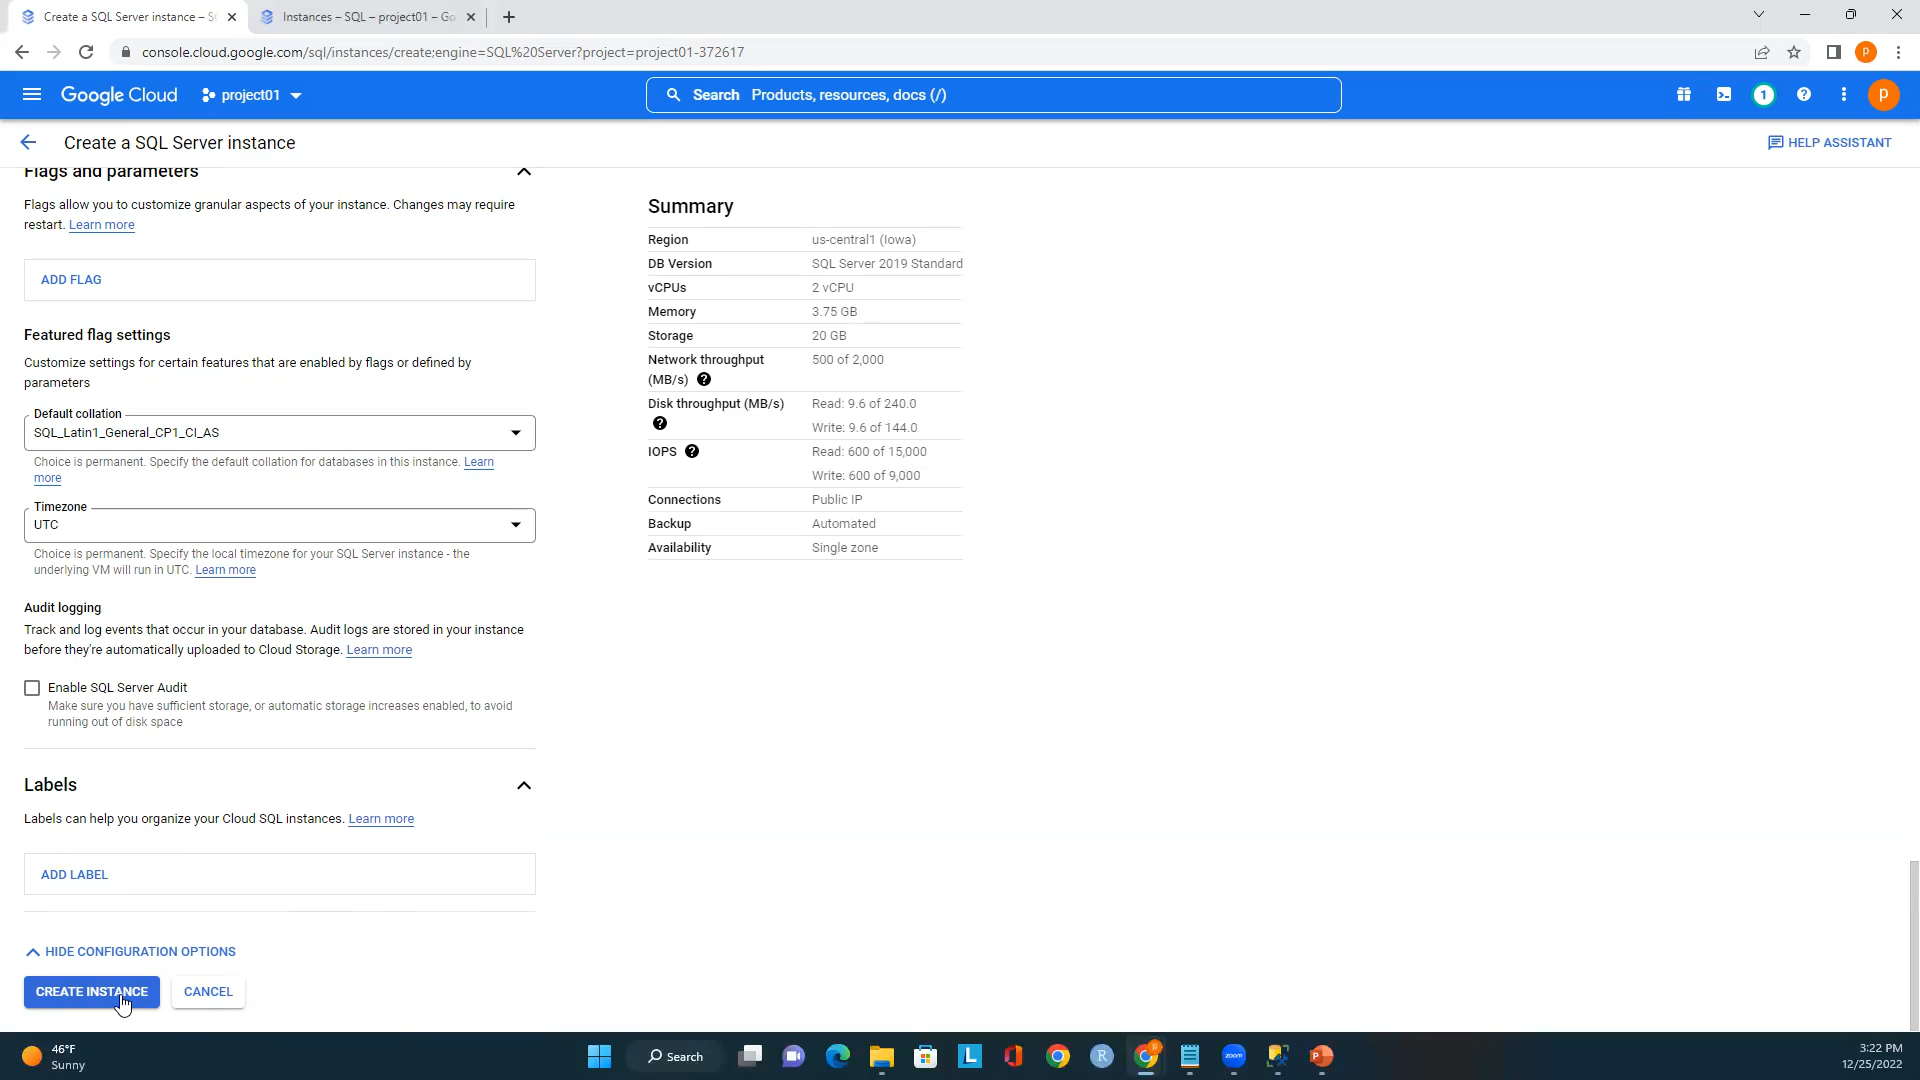 Create a SQL Server instance – S
Instances – SQL – project01 – Go
console.cloud.google.com/sql/instances/create;engine=SQL%20Server?project=project01-372617
P
Google Cloud
project01
Search Products, resources, docs (/)
1
p
Create a SQL Server instance
HELP ASSISTANT
Flags and parameters
Flags allow you to customize granular aspects of your instance. Changes may require
restart. Learn more
ADD FLAG
Featured flag settings
Customize settings for certain features that are enabled by flags or defined by
parameters
Default collation
SQL_Latin1_General_CP1_CI_AS
Choice is permanent. Specify the default collation for databases in this instance. Learn
more
Timezone
UTC
Choice is permanent. Specify the local timezone for your SQL Server instance - the
underlying VM will run in UTC. Learn more
Audit logging
Track and log events that occur in your database. Audit logs are stored in your instance
before they're automatically uploaded to Cloud Storage. Learn more
Enable SQL Server Audit
Make sure you have sufficient storage, or automatic storage increases enabled, to avoid
running out of disk space
Labels
Labels can help you organize your Cloud SQL instances. Learn more
ADD LABEL
HIDE CONFIGURATION OPTIONS
CREATE INSTANCE
CANCEL
Summary
Region us-central1 (Iowa)
DB Version SQL Server 2019 Standard
vCPUs 2 vCPU
Memory 3.75 GB
Storage 20 GB
Network throughput 500 of 2,000
(MB/s)
Disk throughput (MB/s) Read: 9.6 of 240.0
Write: 9.6 of 144.0
IOPS Read: 600 of 15,000
Write: 600 of 9,000
Connections Public IP
Backup Automated
Availability Single zone
46°F
Sunny
Search
L
R
zoom
P
3:22 PM
12/25/2022